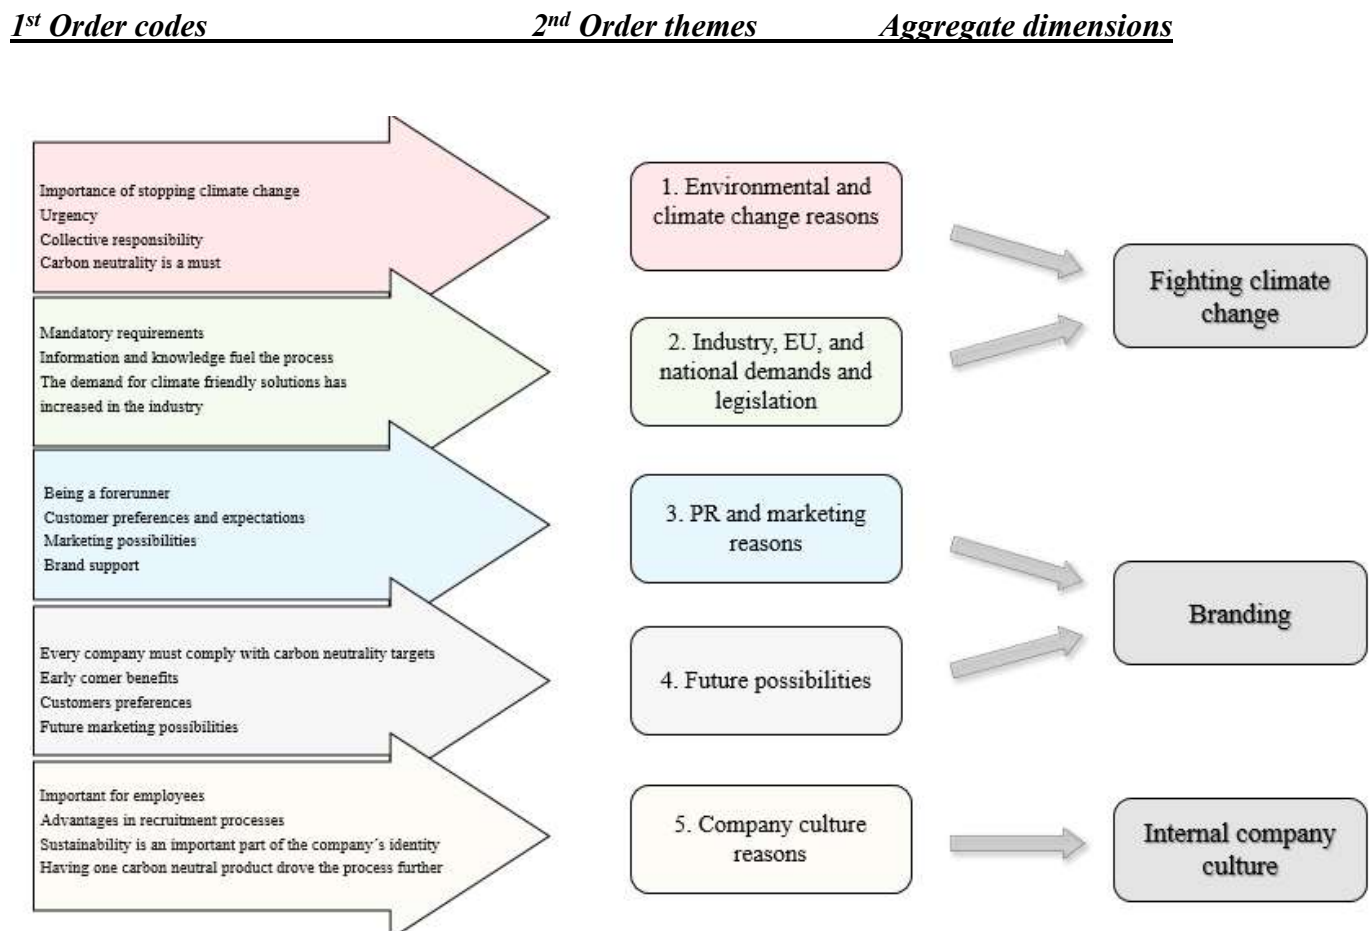 1st Order codes
2nd Order themes
Aggregate dimensions
Importance of stopping climate change
Urgency
Collective responsibility
Carbon neutrality is a must
1. Environmental and
climate change reasons
Mandatory requirements
Information and knowledge fuel the process
The demand for climate friendly solutions has
increased in the industry
2. Industry, EU, and
national demands and
legislation
Fighting climate
change
Being a forerunner
Customer preferences and expectations
Marketing possibilities
Brand support
3. PR and marketing
reasons
Every company must comply with carbon neutrality targets
Early comer benefits
Customers preferences
Future marketing possibilities
4. Future possibilities
Branding
Important for employees
Advantages in recruitment processes
Sustainability is an important part of the company´s identity
Having one carbon neutral product drove the process further
5. Company culture
reasons
Internal company
culture